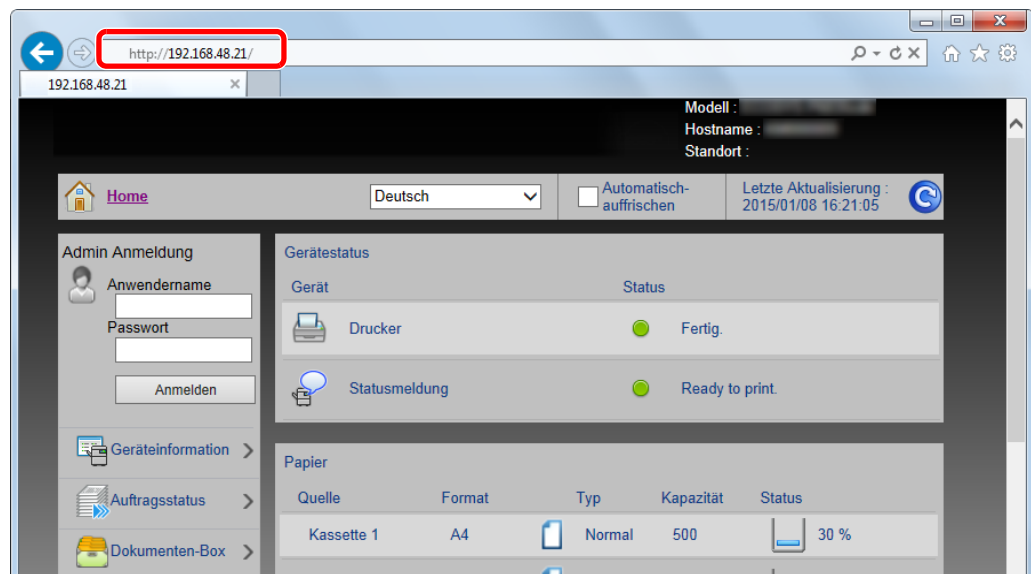 http://192.168.48.21/
192.168.48.21
Modell :
Hostname :
Standort :
Home
Deutsch
Automatisch-
auffrischen
Letzte Aktualisierung :
2015/01/08 16:21:05
Admin Anmeldung
Anwendername
Passwort
Anmelden
Geräteinformation
Auftragsstatus
Dokumenten-Box
Gerätestatus
Gerät Status
Drucker Fertig.
Statusmeldung Ready to print.
Papier
Quelle Format Typ Kapazität Status
Kassette 1 A4 Normal 500 30 %